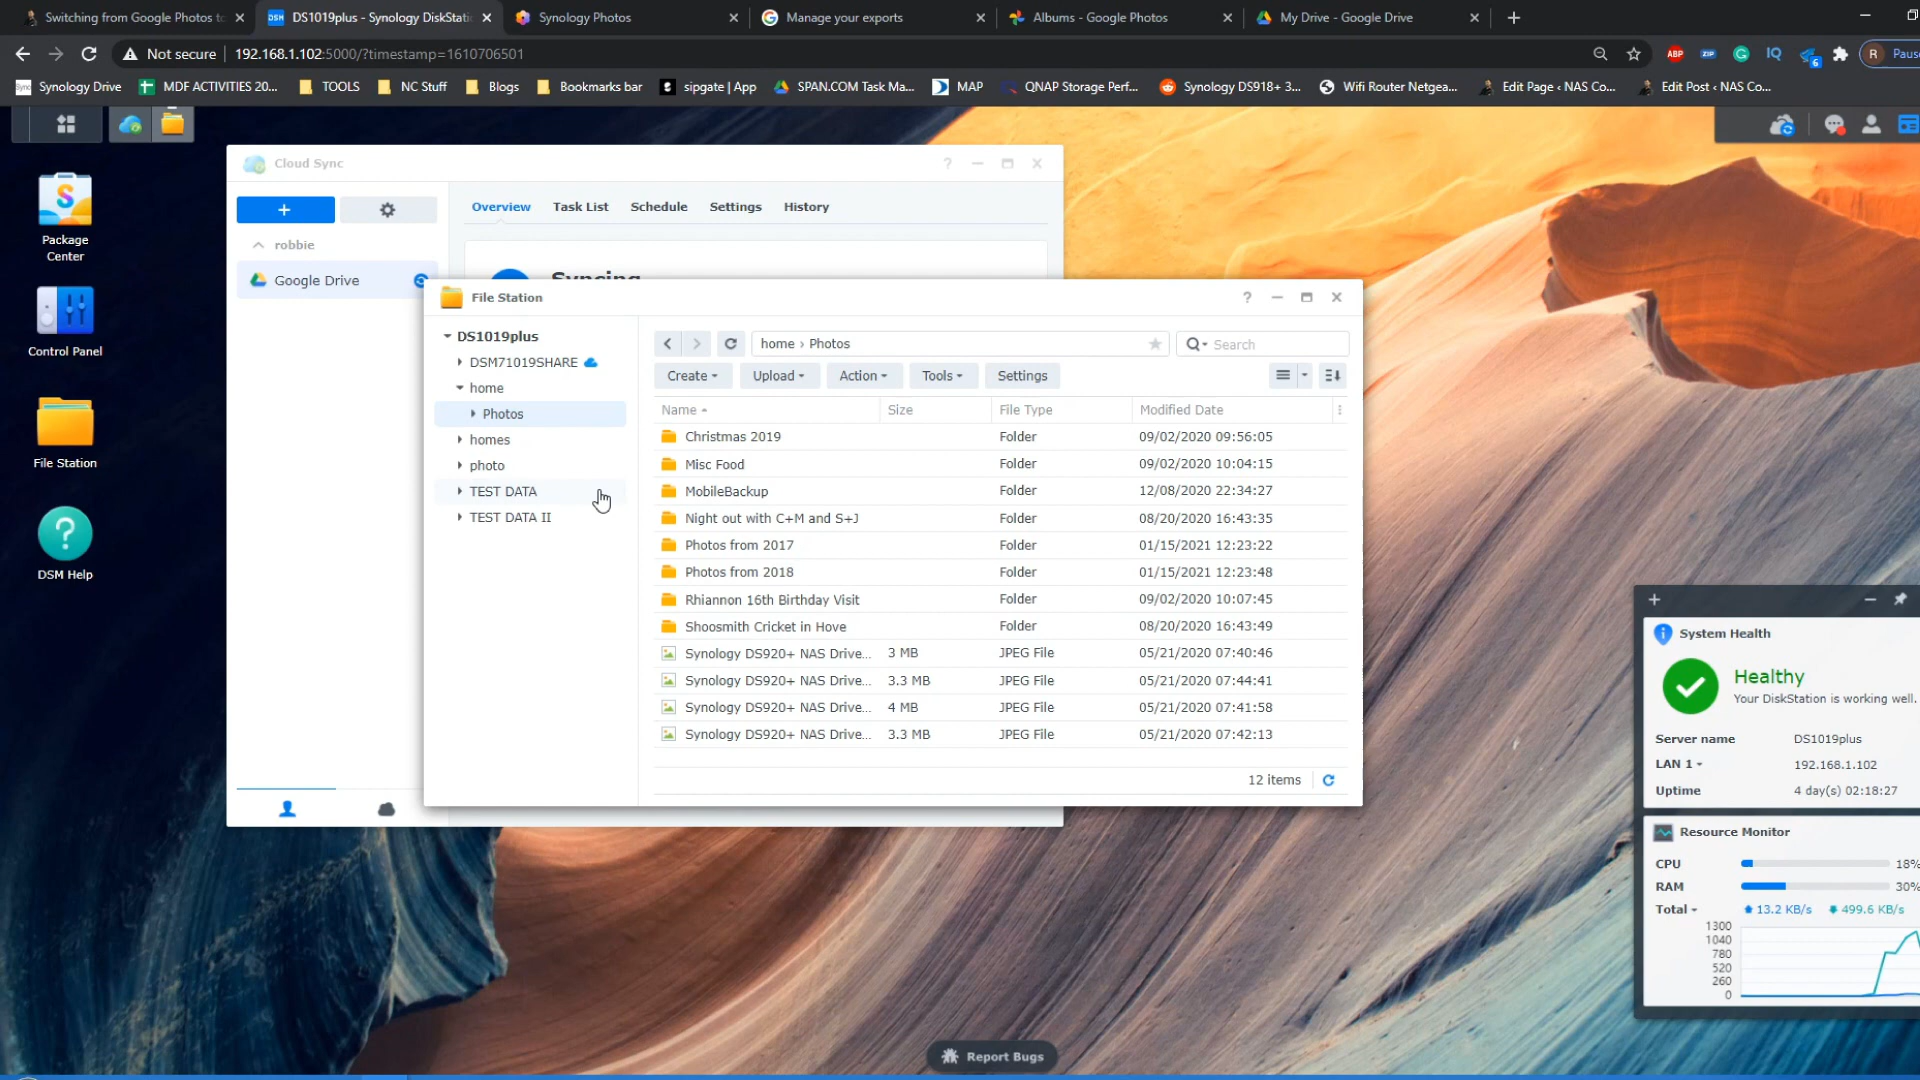 Switching from Google Photos to
DS1019plus - Synology DiskStati
Synology Photos
Manage your exports
Albums - Google Photos
My Drive - Google Drive
Not secure
192.168.1.102:5000/?timestamp=1610706501
ABP
ZIP
IQ
6
R
Paus
Synology Drive
MDF ACTIVITIES 20...
TOOLS
NC Stuff
Blogs
Bookmarks bar
sipgate | App
SPAN.COM Task Ma...
MAP
QNAP Storage Perf...
Synology DS918+ 3...
Wifi Router Netgea...
Edit Page ‹ NAS Co...
Edit Post ‹ NAS Co...
Package
Center
Control Panel
File Station
DSM Help
Cloud Sync
robbie
Google Drive
Overview
Task List
Schedule
Settings
History
Syncing
File Station
DS1019plus
DSM71019SHARE
home
Photos
homes
photo
TEST DATA
TEST DATA II
home › Photos
Search
Create
Upload
Action
Tools
Settings
Name Size File Type Modified Date
Christmas 2019 Folder 09/02/2020 09:56:05
Misc Food Folder 09/02/2020 10:04:15
MobileBackup Folder 12/08/2020 22:34:27
Night out with C+M and S+J Folder 08/20/2020 16:43:35
Photos from 2017 Folder 01/15/2021 12:23:22
Photos from 2018 Folder 01/15/2021 12:23:48
Rhiannon 16th Birthday Visit Folder 09/02/2020 10:07:45
Shoosmith Cricket in Hove Folder 08/20/2020 16:43:49
Synology DS920+ NAS Drive... 3 MB JPEG File 05/21/2020 07:40:46
Synology DS920+ NAS Drive... 3.3 MB JPEG File 05/21/2020 07:44:41
Synology DS920+ NAS Drive... 4 MB JPEG File 05/21/2020 07:41:58
Synology DS920+ NAS Drive... 3.3 MB JPEG File 05/21/2020 07:42:13
12 items
System Health
Healthy
Your DiskStation is working well.
Server name DS1019plus
LAN 1 192.168.1.102
Uptime 4 day(s) 02:18:27
Resource Monitor
CPU 18%
RAM 30%
Total 13.2 KB/s 499.6 KB/s
1300
1040
780
520
260
0
Report Bugs